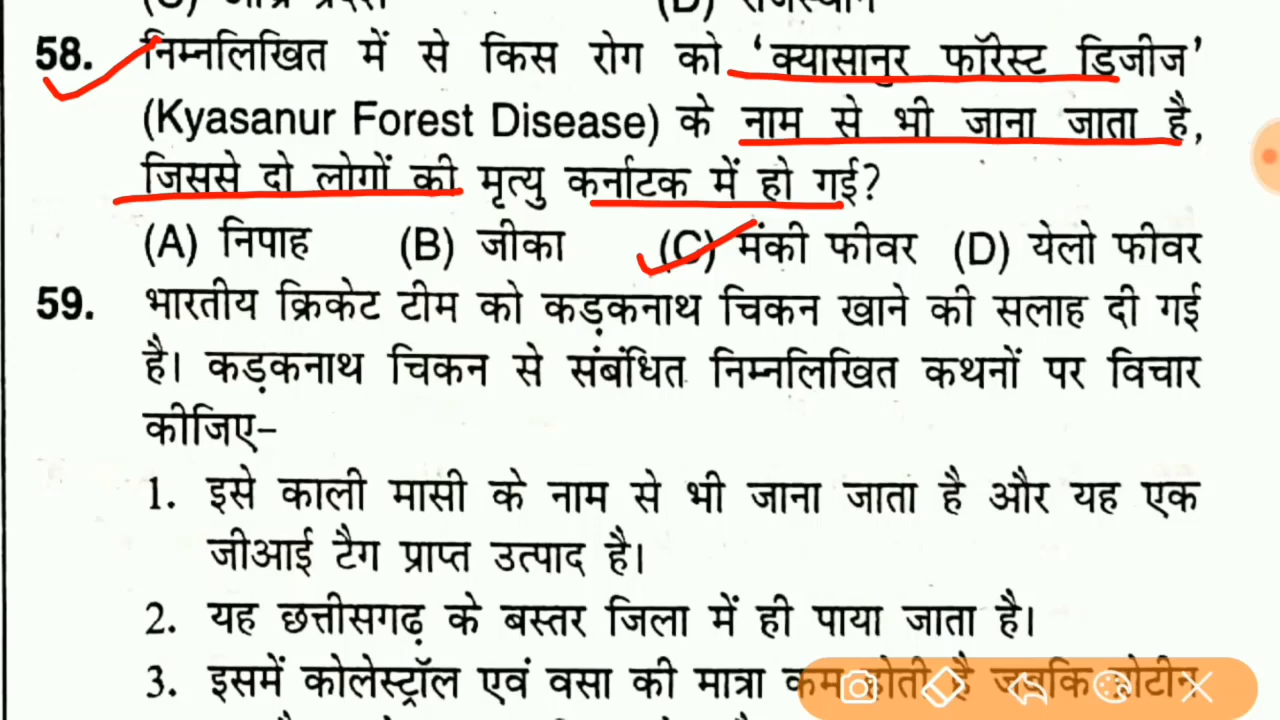 58. निम्नलिखित में से किस रोग को 'क्यासानुर फॉरेस्ट डिजीज'
(Kyasanur Forest Disease) के नाम से भी जाना जाता है,
जिससे दो लोगों की मृत्यु कर्नाटक में हो गई?
(A) निपाह (B) जीका (C) मंकी फीवर (D) येलो फीवर
59. भारतीय क्रिकेट टीम को कड़कनाथ चिकन खाने की सलाह दी गई
है। कड़कनाथ चिकन से संबंधित निम्नलिखित कथनों पर विचार
कीजिए-
1. इसे काली मासी के नाम से भी जाना जाता है और यह एक
जीआई टैग प्राप्त उत्पाद है।
2. यह छत्तीसगढ़ के बस्तर जिला में ही पाया जाता है।
3. इसमें कोलेस्ट्रॉल एवं वसा की मात्रा कम होती है जबकि प्रोटीन